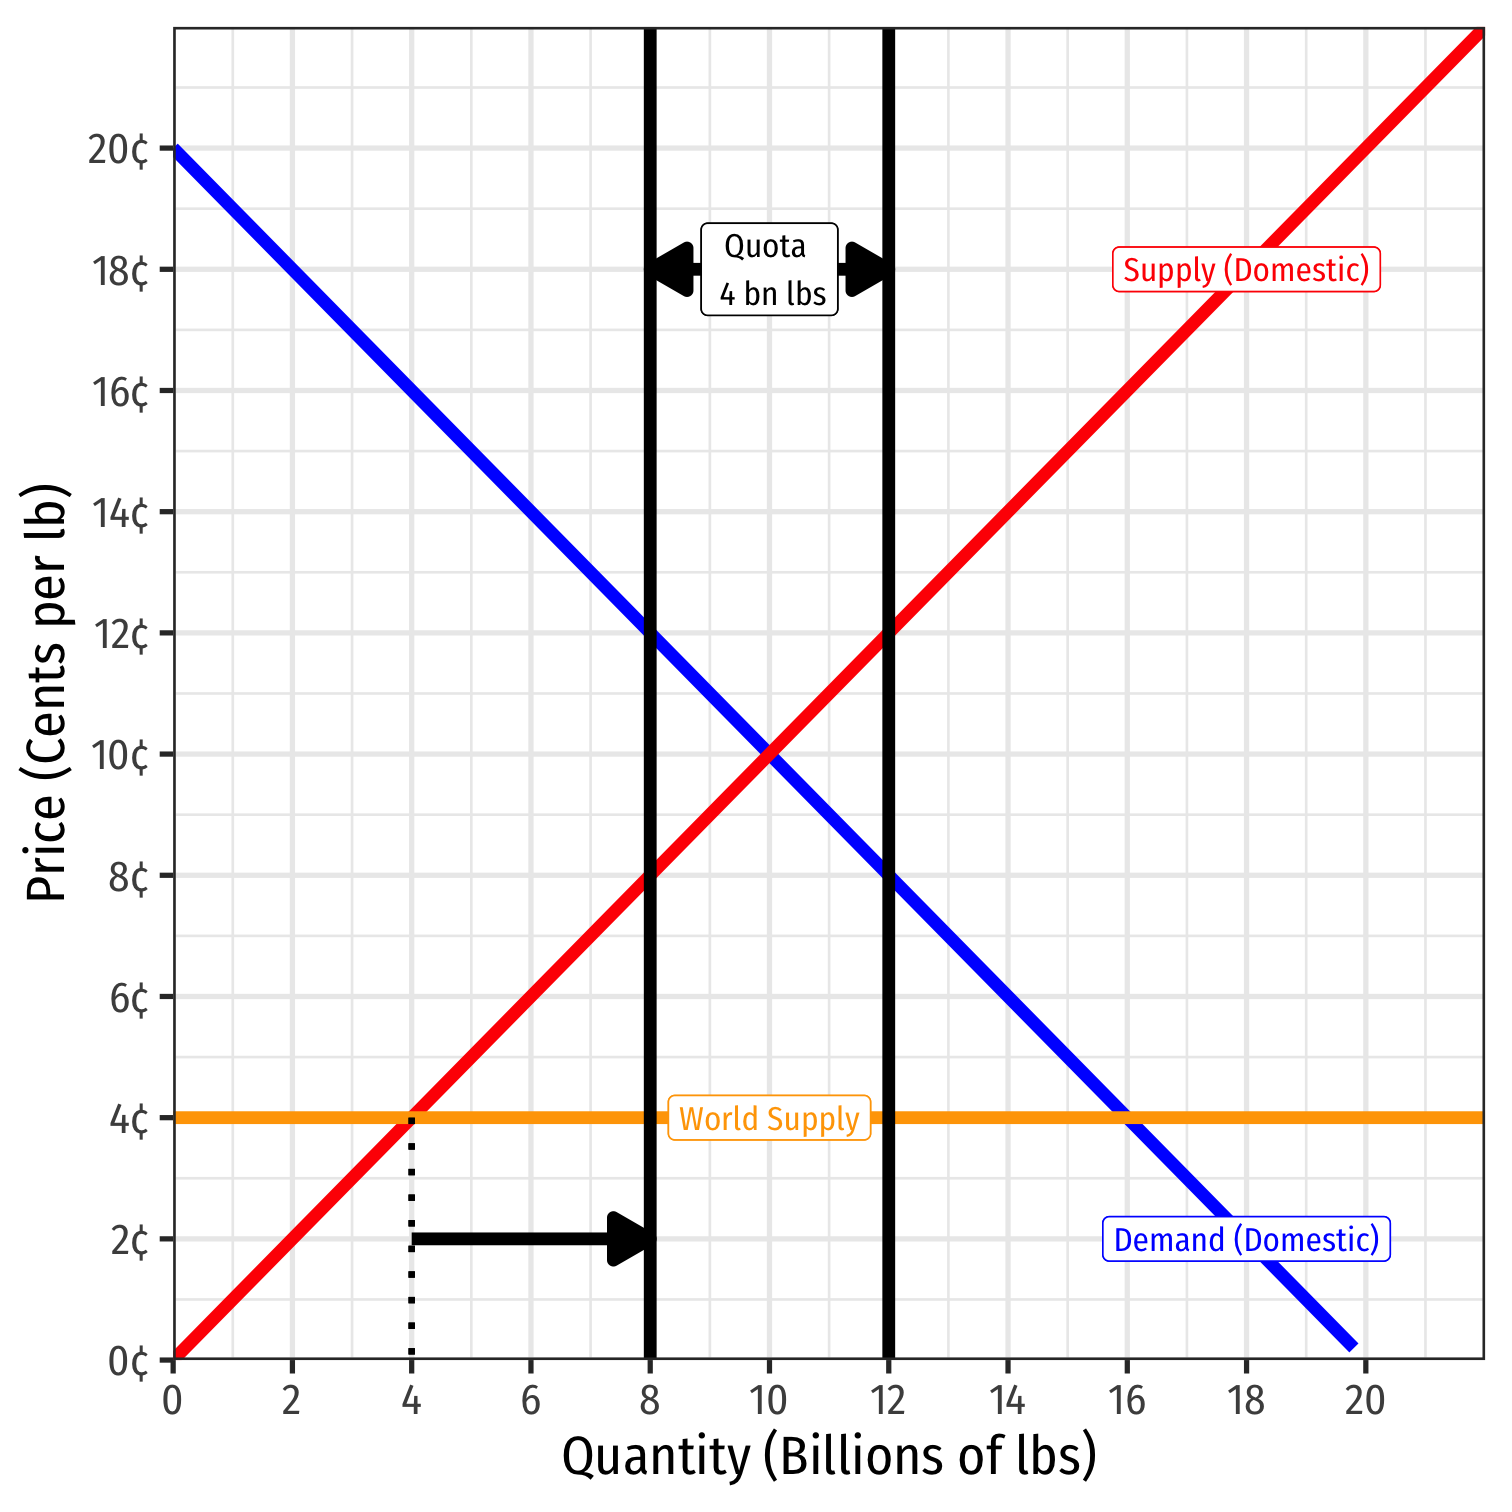 20¢
18¢
16¢
14¢
12¢
10¢
8¢
6¢
4¢
2¢
0¢
Price (Cents per lb)
Quota
4 bn lbs
Supply (Domestic)
World Supply
Demand (Domestic)
0 2 4 6 8 10 12 14 16 18 20
Quantity (Billions of lbs)